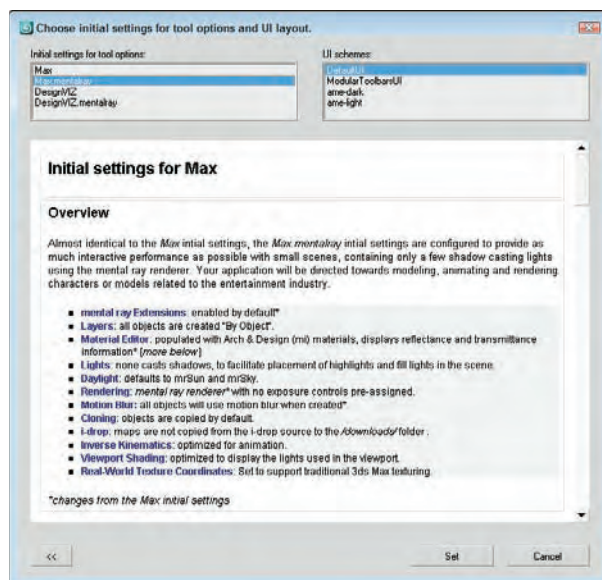 Choose initial settings for tool options and UI layout.
Initial settings for tool options:
UI schemes:
Max
Max.mentalray
DesignVIZ
DesignVIZ.mentalray
DefaultUI
ModularToolbarsUI
ame-dark
ame-light
Initial settings for Max
Overview
Almost identical to the Max intial settings, the Max.mentalray intial settings are configured to provide as
much interactive performance as possible with small scenes, containing only a few shadow casting lights
using the mental ray renderer. Your application will be directed towards modeling, animating and rendering
characters or models related to the entertainment industry.
▪ mental ray Extensions: enabled by default*
▪ Layers: all objects are created "By Object".
▪ Material Editor: populated with Arch & Design (mi) materials, displays reflectance and transmittance
information* [more below]
▪ Lights: none casts shadows, to facilitate placement of highlights and fill lights in the scene.
▪ Daylight: defaults to mrSun and mrSky.
▪ Rendering: mental ray renderer* with no exposure controls pre-assigned.
▪ Motion Blur: all objects will use motion blur when created*.
▪ Cloning: objects are copied by default.
▪ i-drop: maps are not copied from the i-drop source to the /downloads/ folder .
▪ Inverse Kinematics: optimized for animation.
▪ Viewport Shading: optimized to display the lights used in the viewport.
▪ Real-World Texture Coordinates: Set to support traditional 3ds Max texturing.
*changes from the Max initial settings
<<
Set
Cancel